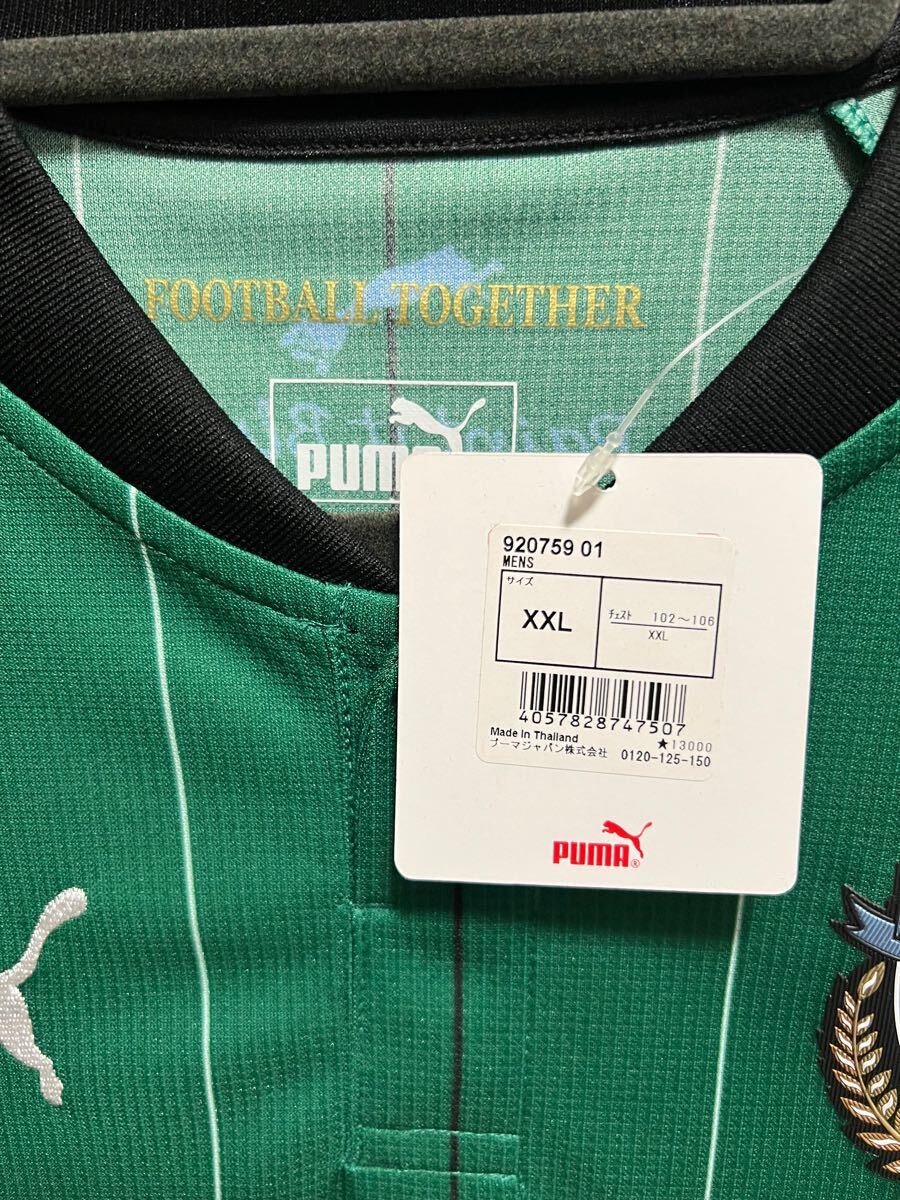 FOOTBALL TOGETHER
PUMA
920759 01
MENS
サイズ
XXL
チェスト 102～106
XXL
4057828747507
Made in Thailand
★13000
プーマジャパン株式会社 0120-125-150
PUMA®